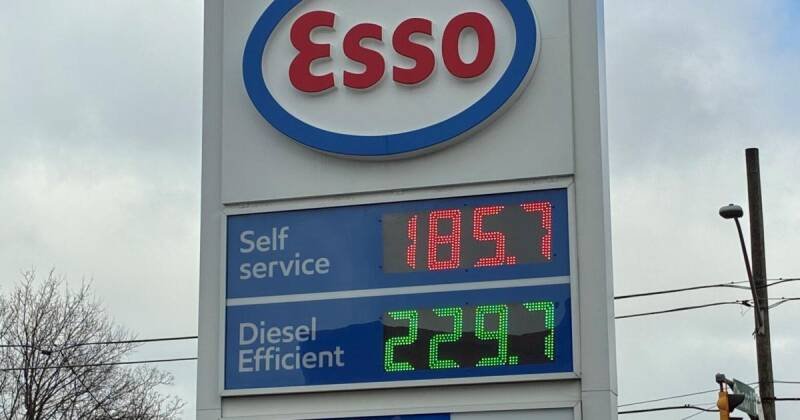 Esso
Self
service
185.7
Diesel
Efficient
229.7